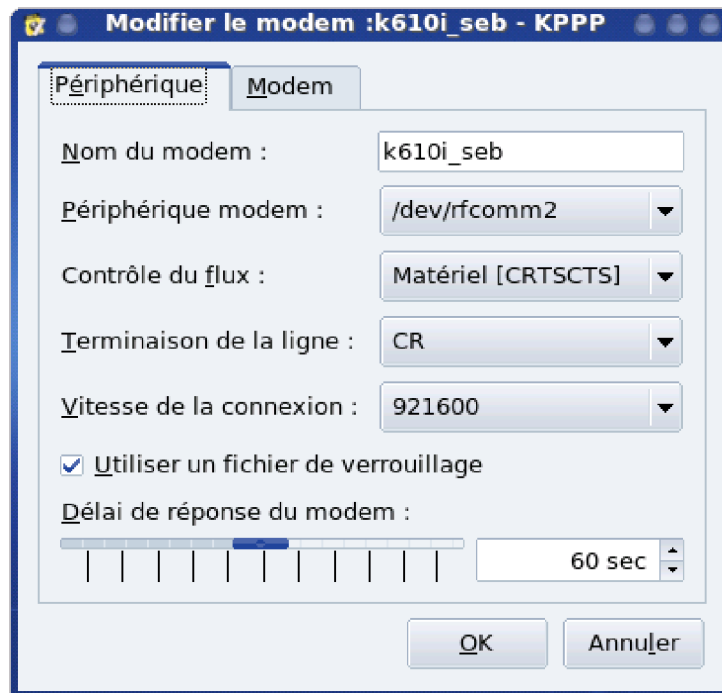 Modifier le modem :k610i_seb - KPPP
Périphérique Modem
Nom du modem : k610i_seb
Périphérique modem : /dev/rfcomm2
Contrôle du flux : Matériel [CRTSCTS]
Terminaison de la ligne : CR
Vitesse de la connexion : 921600
Utiliser un fichier de verrouillage
Délai de réponse du modem :
60 sec
OK Annuler